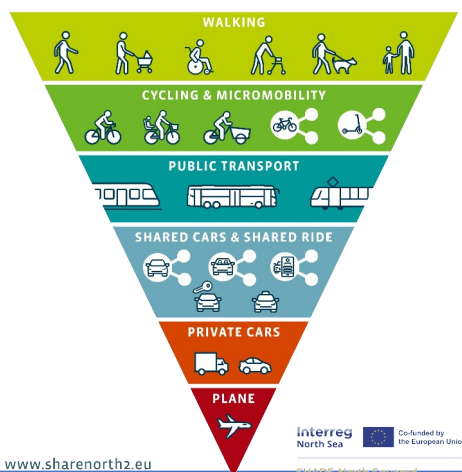 WALKING
CYCLING & MICROMOBILITY
PUBLIC TRANSPORT
SHARED CARS & SHARED RIDE
PRIVATE CARS
PLANE
Interreg
North Sea
Co-funded by
the European Unio
www.sharenorth2.eu